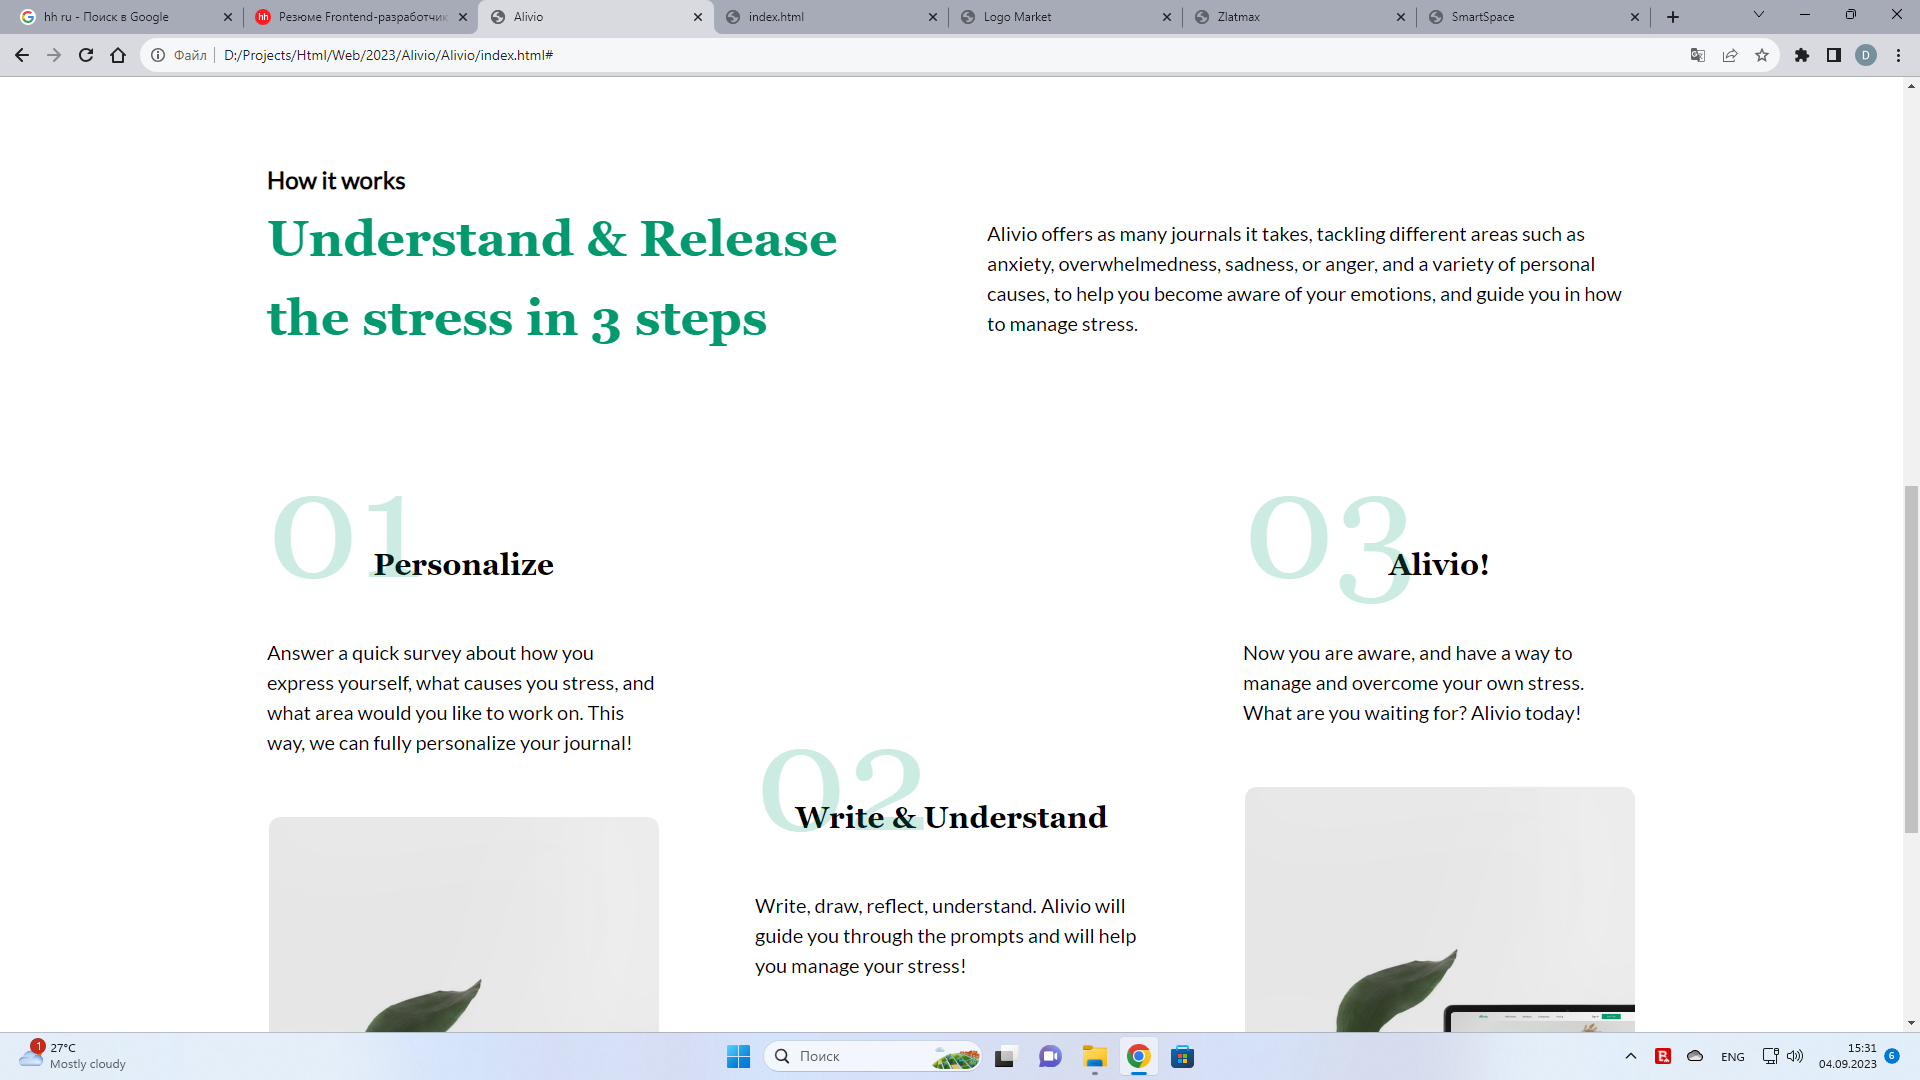 hh ru - Поиск в Google
Резюме Frontend-разработчик
Alivio
index.html
Logo Market
Zlatmax
SmartSpace
Файл
D:/Projects/Html/Web/2023/Alivio/Alivio/index.html#
D
How it works
Understand & Release
the stress in 3 steps
Alivio offers as many journals it takes, tackling different areas such as
anxiety, overwhelmedness, sadness, or anger, and a variety of personal
causes, to help you become aware of your emotions, and guide you in how
to manage stress.
01
Personalize
Answer a quick survey about how you
express yourself, what causes you stress, and
what area would you like to work on. This
way, we can fully personalize your journal!
02
Write & Understand
Write, draw, reflect, understand. Alivio will
guide you through the prompts and will help
you manage your stress!
03
Alivio!
Now you are aware, and have a way to
manage and overcome your own stress.
What are you waiting for? Alivio today!
1
27°C
Mostly cloudy
Поиск
ENG
15:31
04.09.2023
6